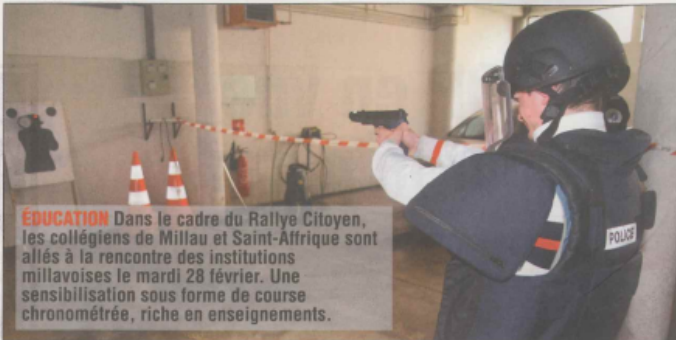 POLICE
ÉDUCATION Dans le cadre du Rallye Citoyen,
les collégiens de Millau et Saint-Affrique sont
allés à la rencontre des institutions
millavoises le mardi 28 février. Une
sensibilisation sous forme de course
chronométrée, riche en enseignements.